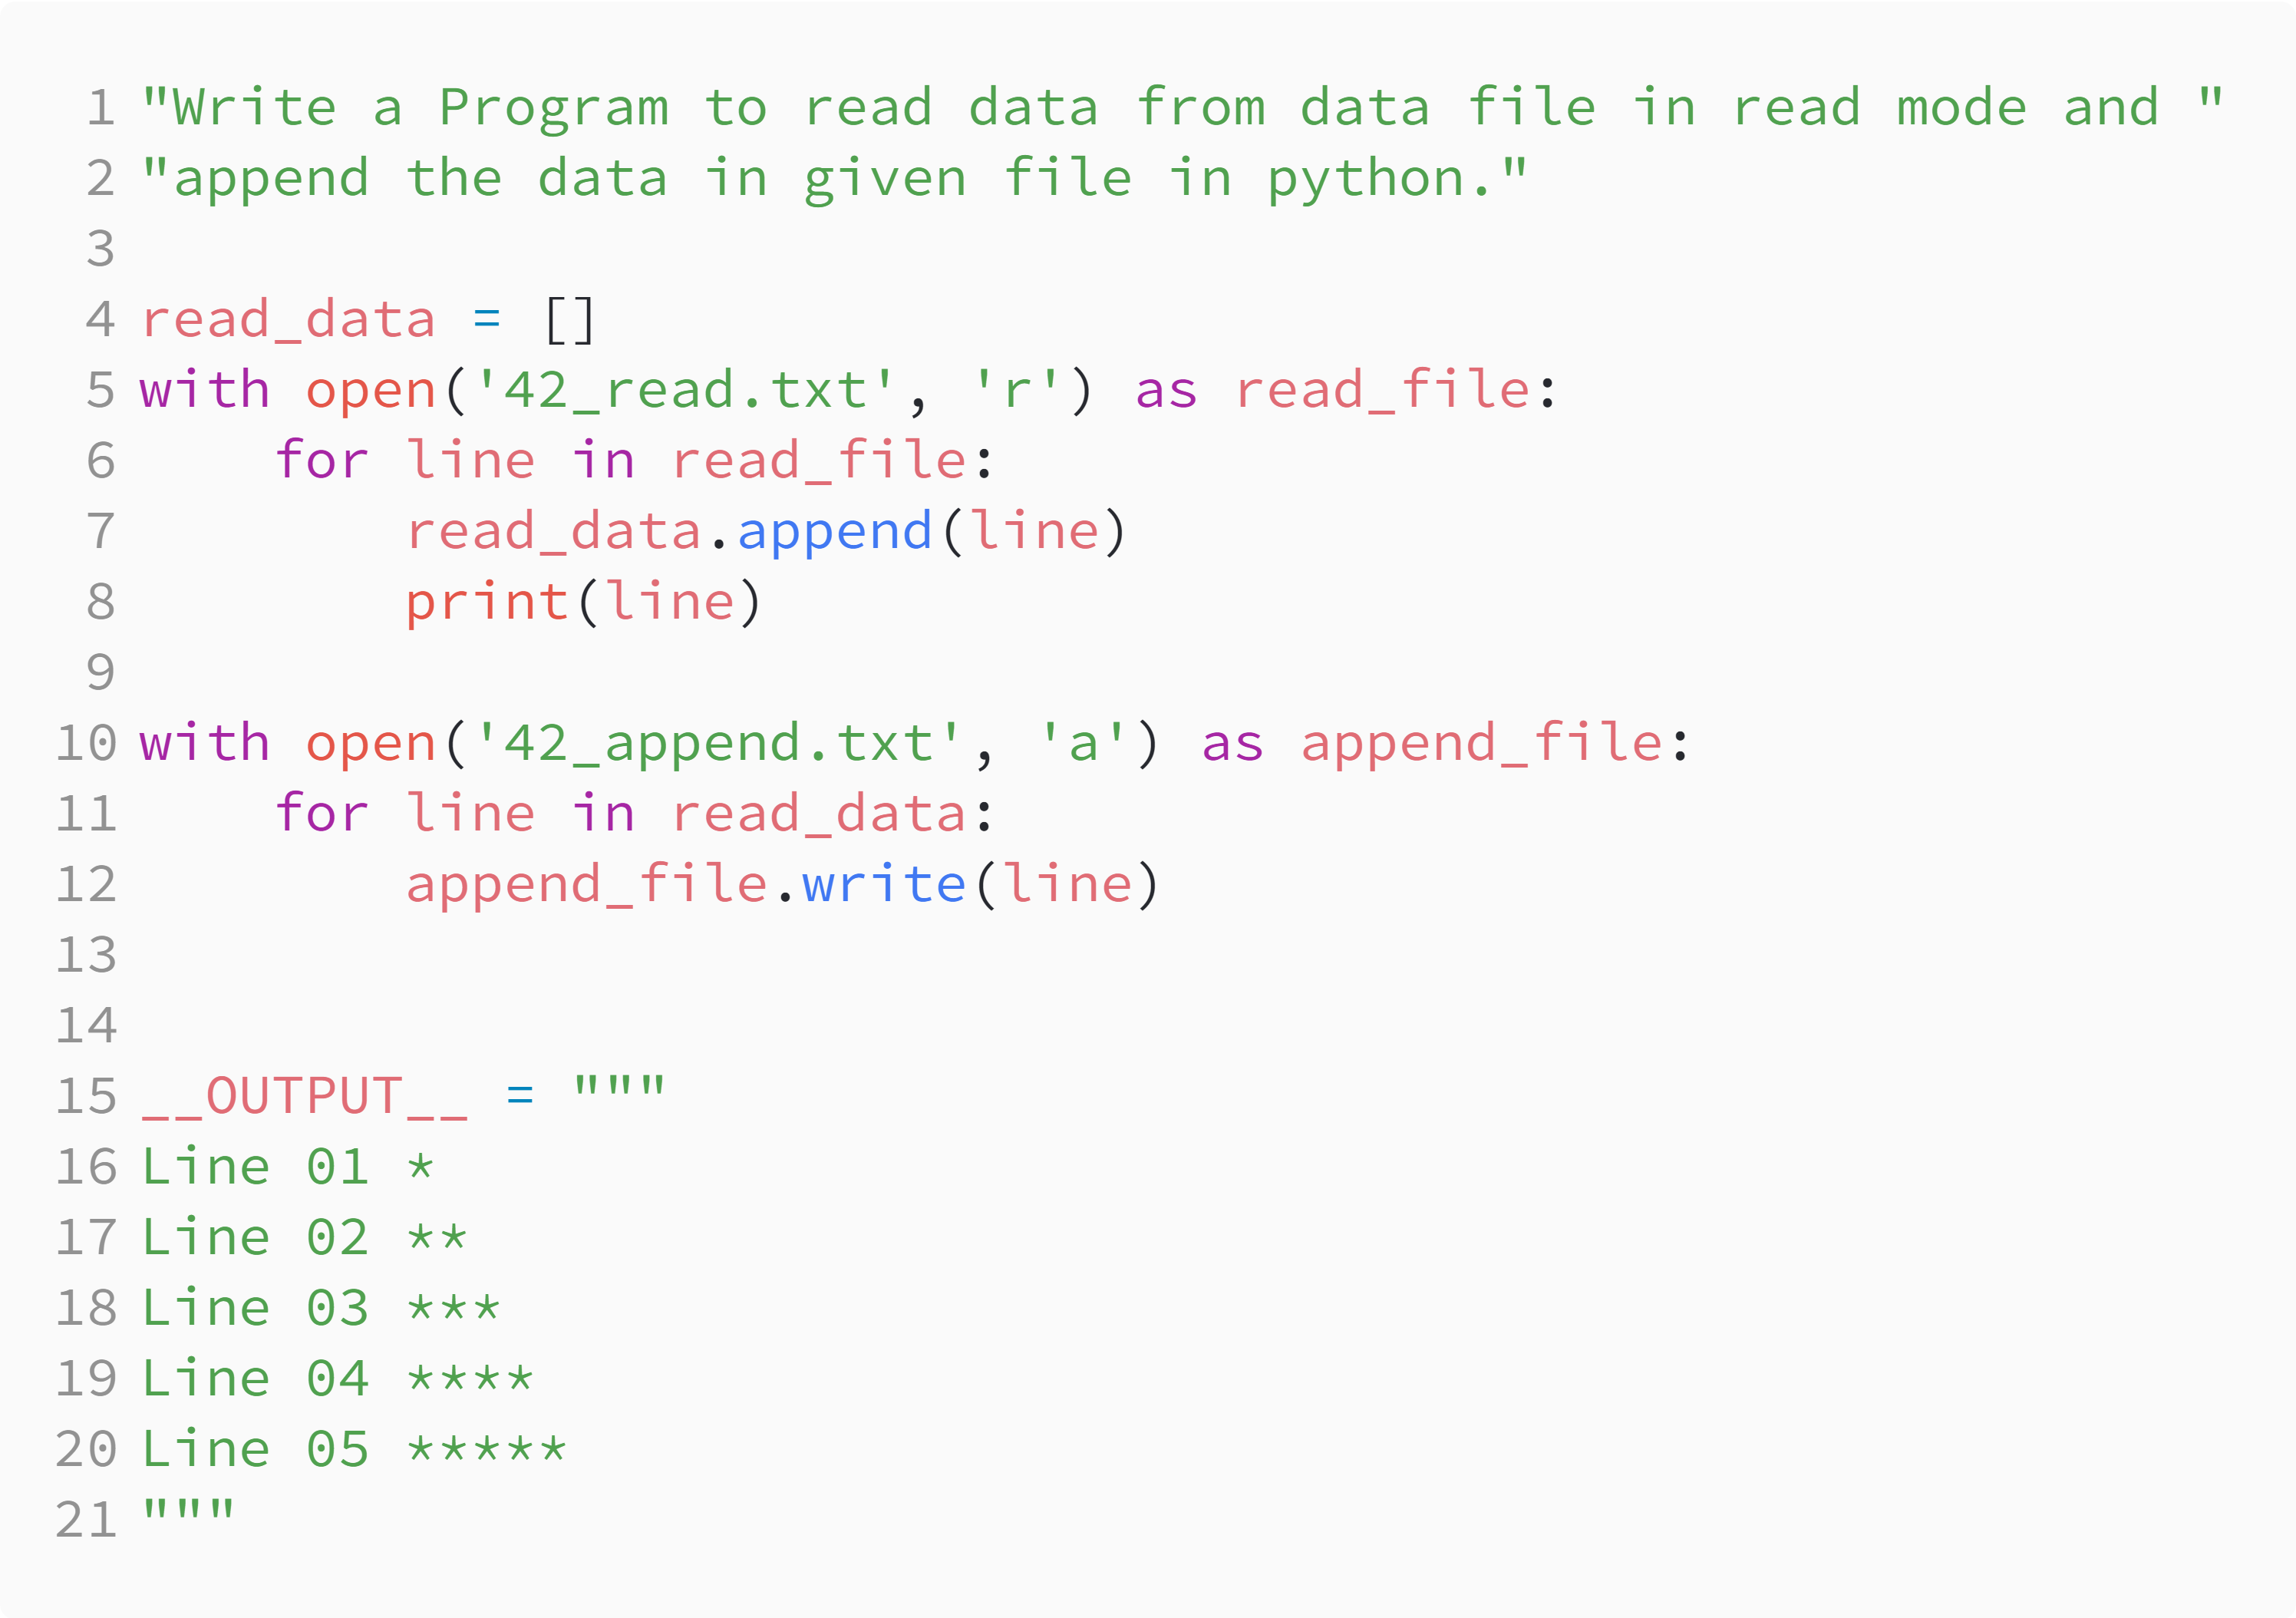 1 "Write a Program to read data from data file in read mode and "
2 "append the data in given file in python."
3
4 read_data = []
5 with open('42_read.txt', 'r') as read_file:
6     for line in read_file:
7         read_data.append(line)
8         print(line)
9
10 with open('42_append.txt', 'a') as append_file:
11     for line in read_data:
12         append_file.write(line)
13
14
15 __OUTPUT__ = """
16 Line 01 *
17 Line 02 **
18 Line 03 ***
19 Line 04 ****
20 Line 05 *****
21 """